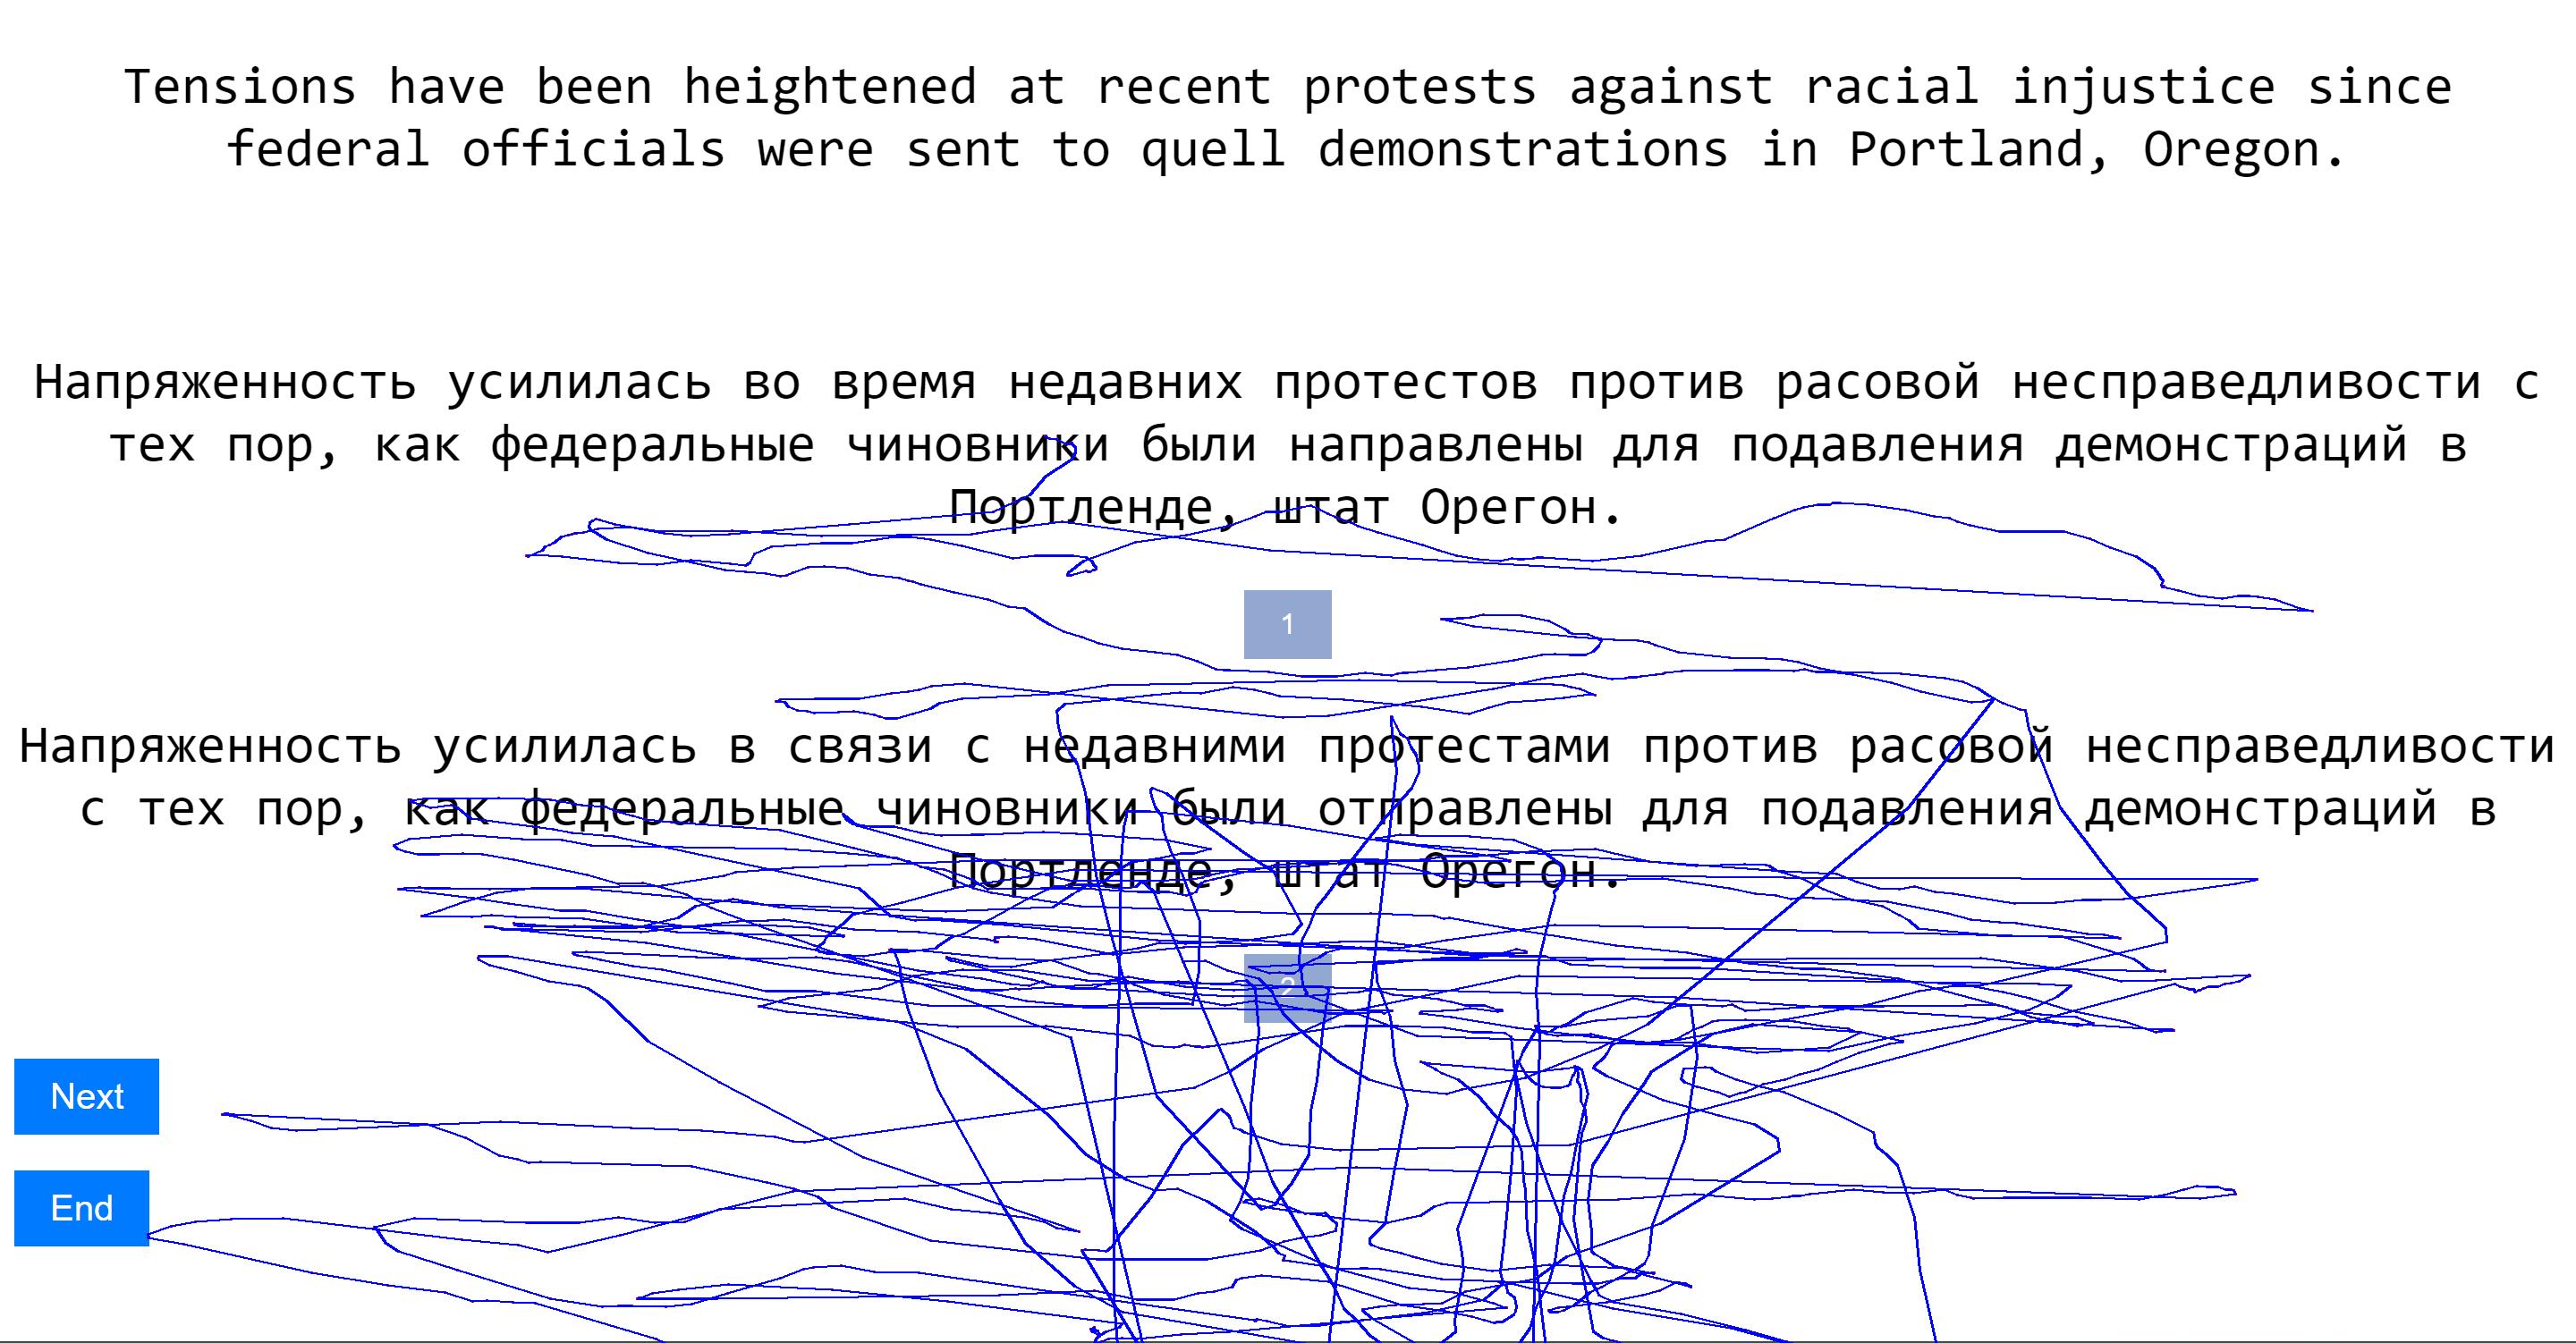 Tensions have been heightened at recent protests against racial injustice since
federal officials were sent to quell demonstrations in Portland, Oregon.
Напряженность усилилась во время недавних протестов против расовой несправедливости с
тех пор, как федеральные чиновники были направлены для подавления демонстраций в
Портленде, штат Орегон.
1
Напряженность усилилась в связи с недавними протестами против расовой несправедливости
с тех пор, как федеральные чиновники были отправлены для подавления демонстраций в
Портленде, штат Орегон.
2
Next
End